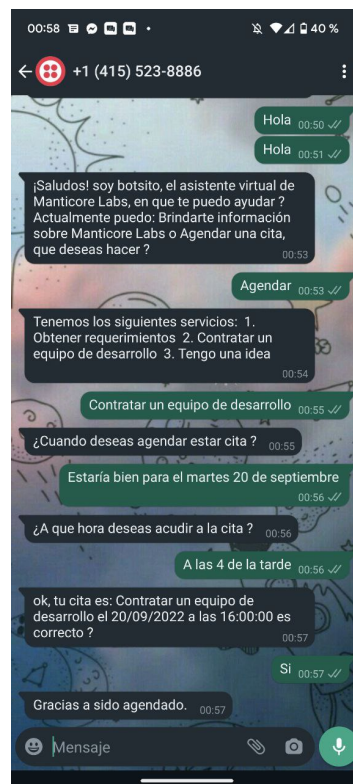 00:58
40 %
+1 (415) 523-8886
Hola 00:50
Hola 00:51
¡Saludos! soy botsito, el asistente virtual de
Manticore Labs, en que te puedo ayudar ?
Actualmente puedo: Brindarte información
sobre Manticore Labs o Agendar una cita,
que deseas hacer ?
00:53
Agendar 00:53
Tenemos los siguientes servicios: 1.
Obtener requerimientos 2. Contratar un
equipo de desarrollo 3. Tengo una idea
00:54
Contratar un equipo de desarrollo 00:55
¿Cuando deseas agendar estar cita ? 00:55
Estaría bien para el martes 20 de septiembre
00:56
¿A que hora deseas acudir a la cita ? 00:56
A las 4 de la tarde 00:56
ok, tu cita es: Contratar un equipo de
desarrollo el 20/09/2022 a las 16:00:00 es
correcto ?
00:57
Si 00:57
Gracias a sido agendado. 00:57
Mensaje